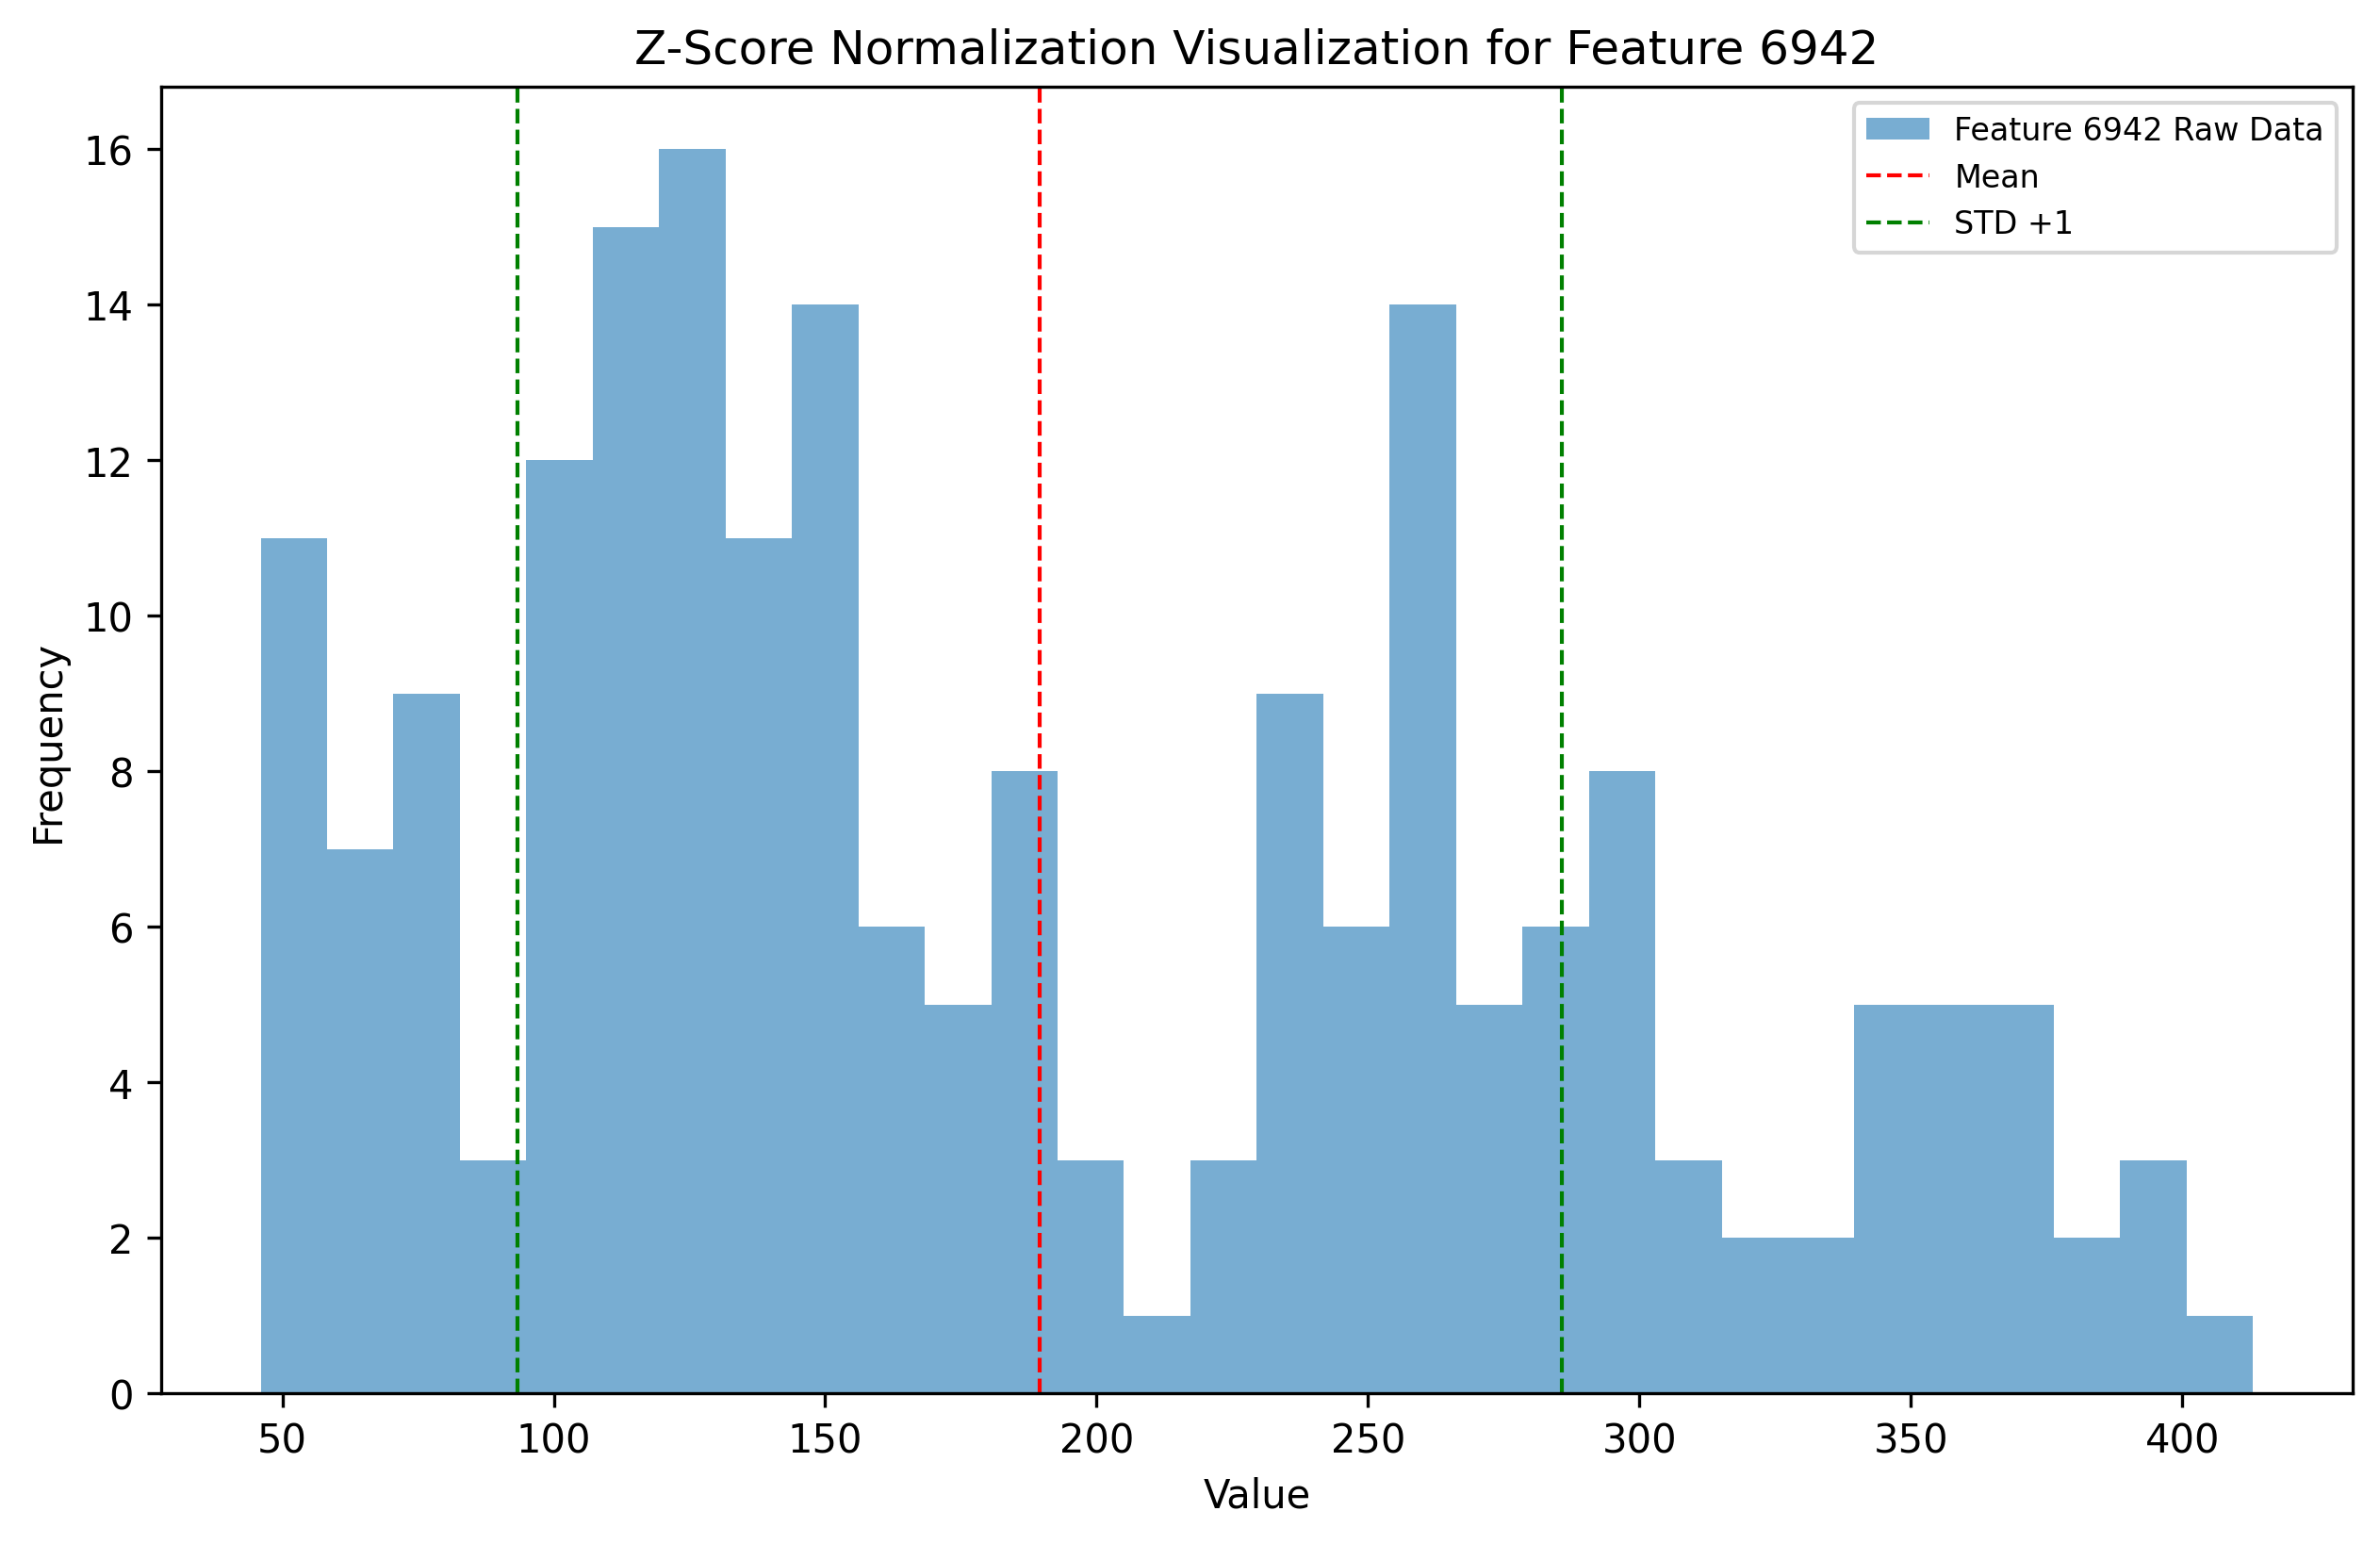 Z-Score Normalization Visualization for Feature 6942
Feature 6942 Raw Data
Mean
STD +1
16
14
12
10
8
6
4
2
0
Frequency
50 100 150 200 250 300 350 400
Value